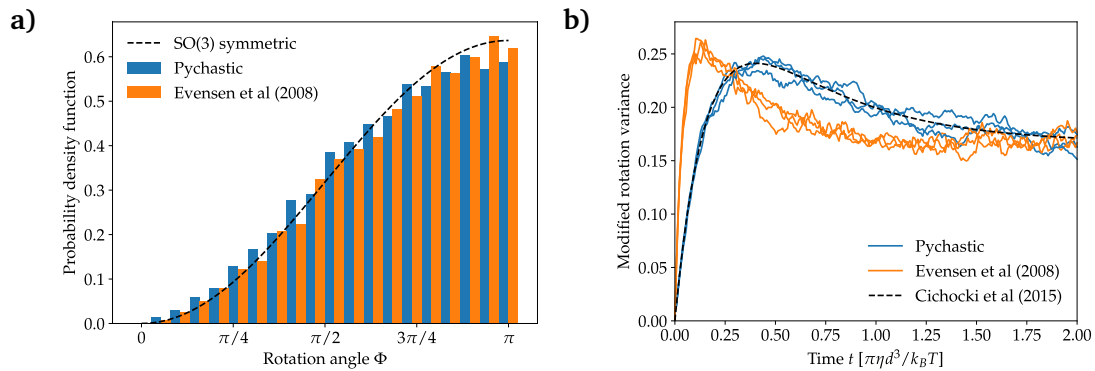 a)
Probability density function
0.6
0.5
0.4
0.3
0.2
0.1
0.0
0
π/4
π/2
3π/4
π
Rotation angle Φ
SO(3) symmetric
Pychastic
Evensen et al (2008)
b)
Modified rotation variance
0.25
0.20
0.15
0.10
0.05
0.00
0.00
0.25
0.50
0.75
1.00
1.25
1.50
1.75
2.00
Time t [πηd³/k_BT]
Pychastic
Evensen et al (2008)
Cichocki et al (2015)